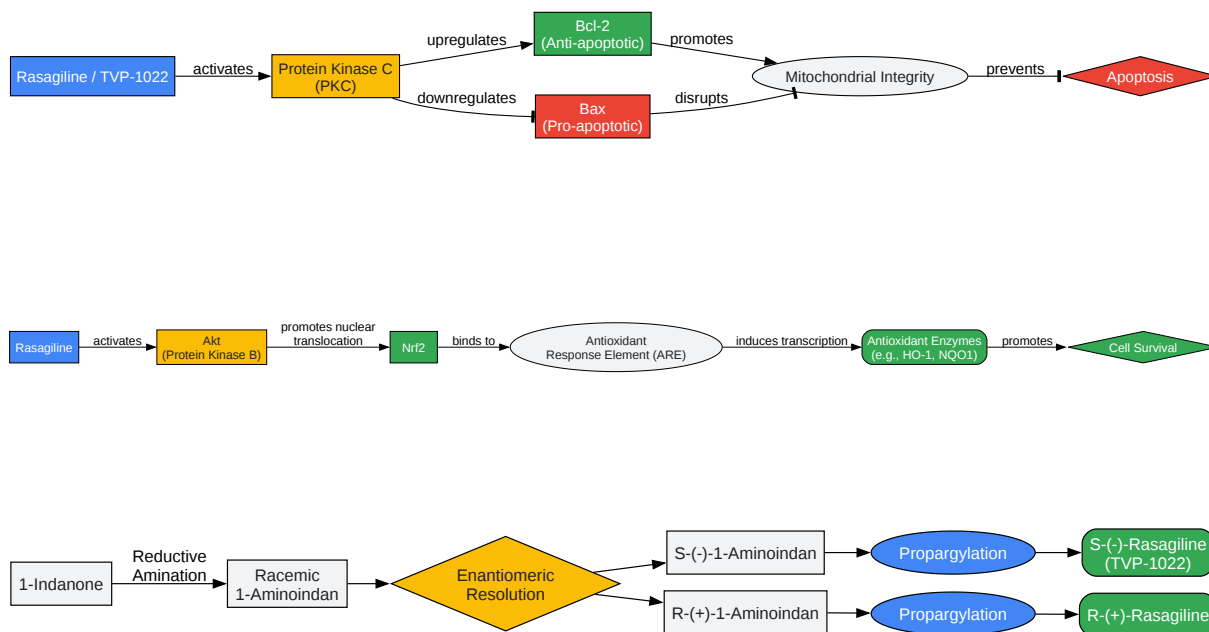 Rasagiline / TVP-1022
activates
Protein Kinase C
(PKC)
upregulates
downregulates
Bcl-2
(Anti-apoptotic)
Bax
(Pro-apoptotic)
promotes
disrupts
Mitochondrial Integrity
prevents
Apoptosis
Rasagiline
activates
Akt
(Protein Kinase B)
promotes nuclear
translocation
Nrf2
binds to
Antioxidant
Response Element (ARE)
induces transcription
Antioxidant Enzymes
(e.g., HO-1, NQO1)
promotes
Cell Survival
1-Indanone
Reductive
Amination
Racemic
1-Aminoindan
Enantiomeric
Resolution
S-(-)-1-Aminoindan
Propargylation
S-(-)-Rasagiline
(TVP-1022)
R-(+)-1-Aminoindan
Propargylation
R-(+)-Rasagiline